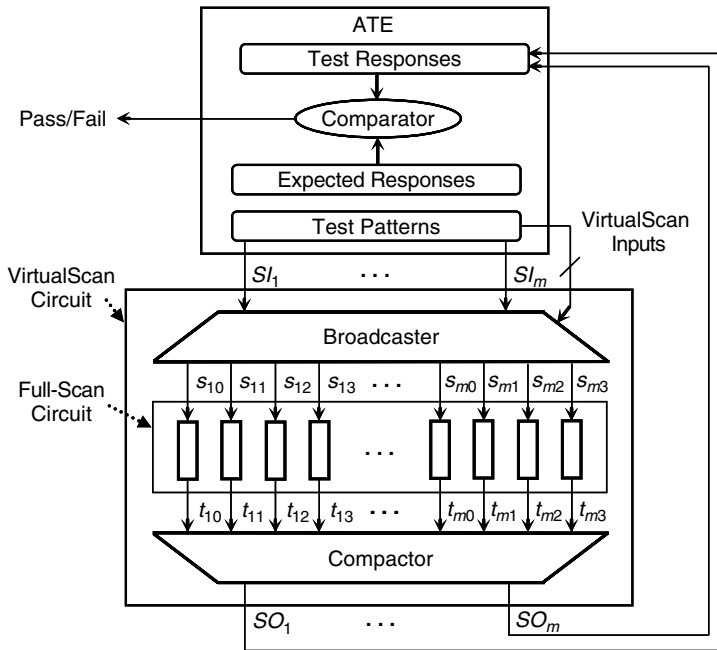 ATE
Test Responses
Pass/Fail
Comparator
Expected Responses
Test Patterns
VirtualScan
Inputs
SI1 . . . SIm
VirtualScan
Circuit
Broadcaster
s10 s11 s12 s13 . . . sm0 sm1 sm2 sm3
Full-Scan
Circuit
. . .
t10 t11 t12 t13 . . . tm0 tm1 tm2 tm3
Compactor
SO1 . . . SOm